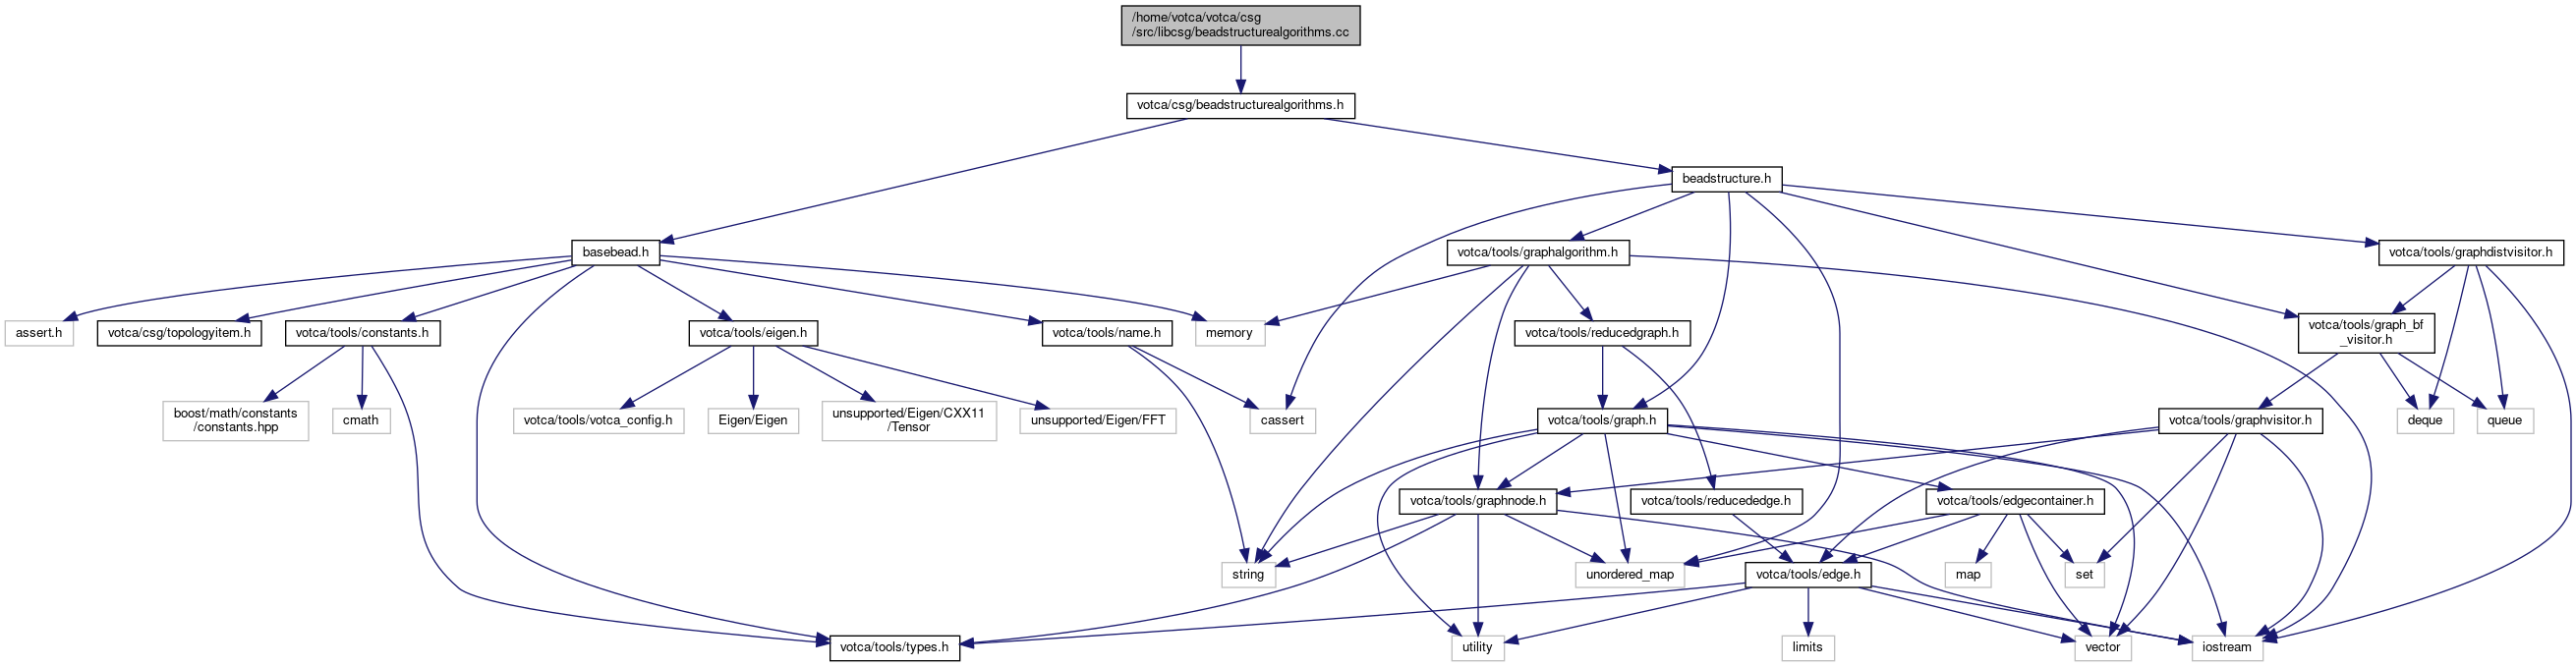 /home/votca/votca/csg
/src/libcsg/beadstructurealgorithms.cc
votca/csg/beadstructurealgorithms.h
beadstructure.h
basebead.h
votca/tools/graphalgorithm.h
votca/tools/graphdistvisitor.h
assert.h
votca/csg/topologyitem.h
votca/tools/constants.h
votca/tools/eigen.h
votca/tools/name.h
memory
votca/tools/reducedgraph.h
votca/tools/graph_bf
_visitor.h
boost/math/constants
/constants.hpp
cmath
votca/tools/votca_config.h
Eigen/Eigen
unsupported/Eigen/CXX11
/Tensor
unsupported/Eigen/FFT
cassert
votca/tools/graph.h
votca/tools/graphvisitor.h
deque
queue
votca/tools/graphnode.h
votca/tools/reducededge.h
votca/tools/edgecontainer.h
string
unordered_map
votca/tools/edge.h
map
set
votca/tools/types.h
utility
limits
vector
iostream